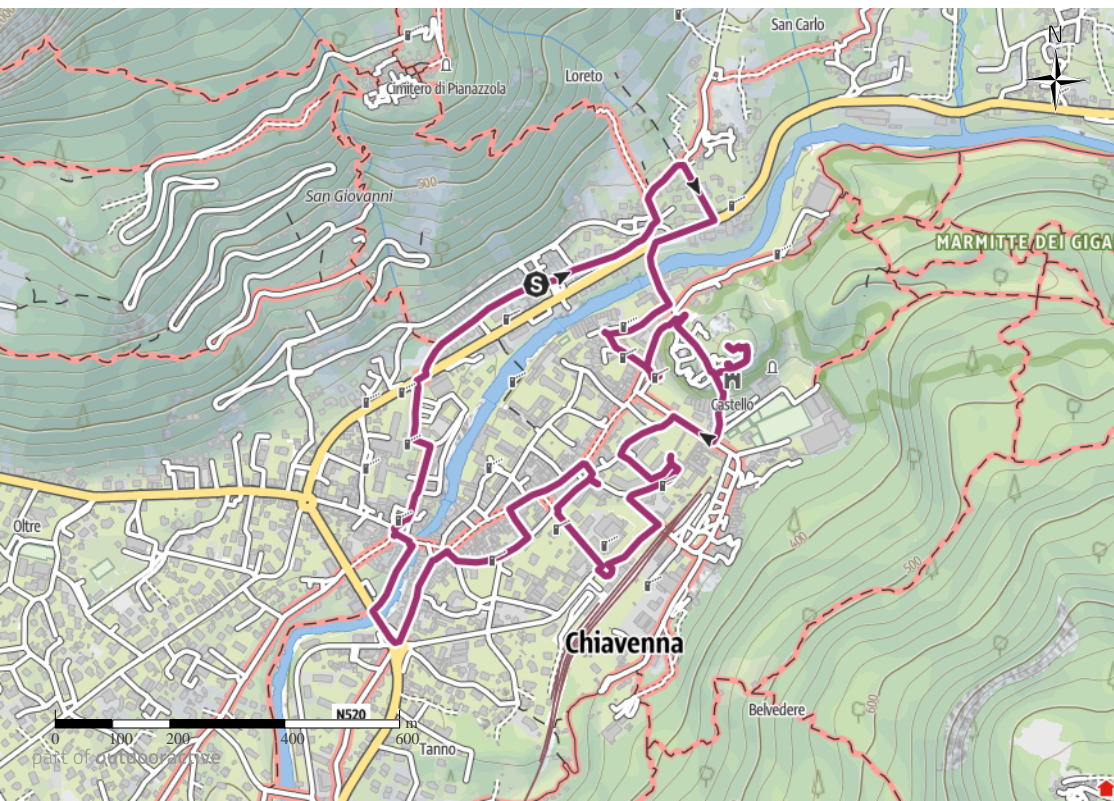 San Carlo
N
Loreto
Cimitero di Pianazzola
500
San Giovanni
MARMITTE DEI GIGA
S
Castello
Oltre
400
500
Chiavenna
600
Belvedere
N520
m
0 100 200 400 600
Tanno
part of outdooractive